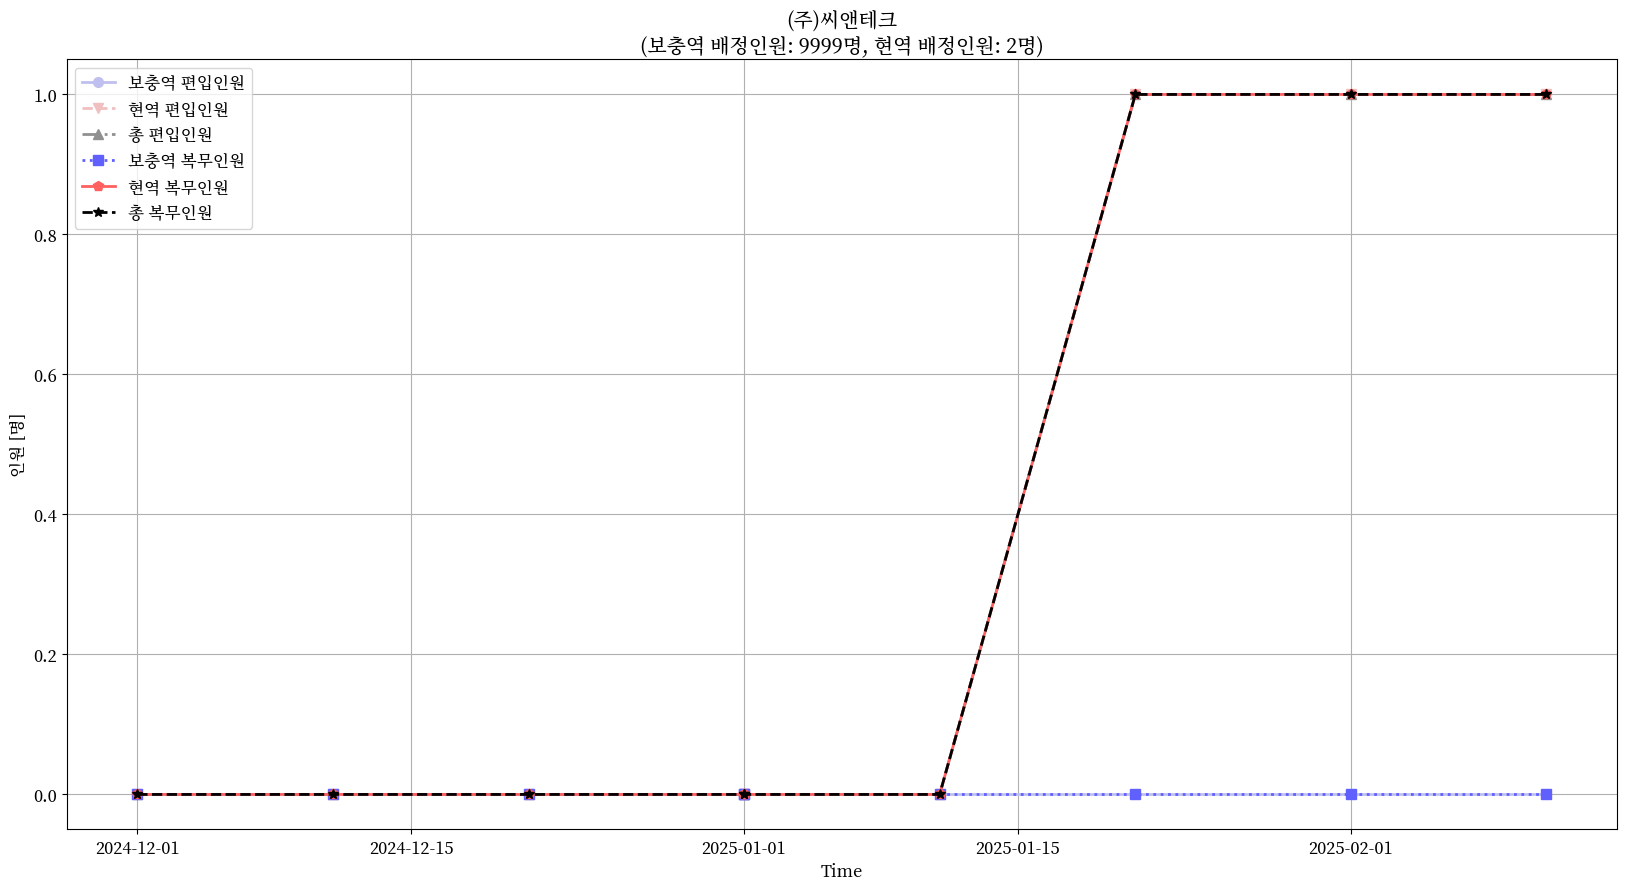 (주)씨앤테크
(보충역 배정인원: 9999명, 현역 배정인원: 2명)
보충역 편입인원
현역 편입인원
총 편입인원
보충역 복무인원
현역 복무인원
총 복무인원
1.0
0.8
0.6
0.4
0.2
0.0
인원 [명]
2024-12-01
2024-12-15
2025-01-01
2025-01-15
2025-02-01
Time